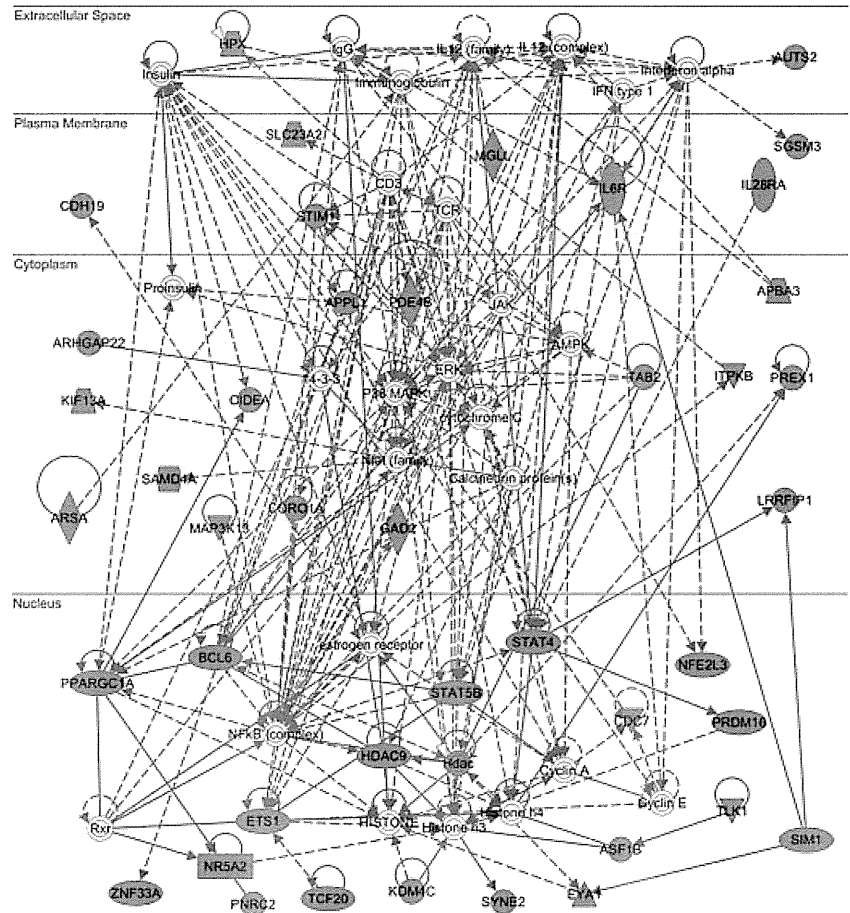 Extracellular Space
HPX
IgG
IL12 (family)
IL12 (complex)
AUTS2
Insulin
Immunoglobulin
Interferon alpha
IFN type 1
Plasma Membrane
SLC23A2
MGLL
SGSM3
CD3
IL6R
IL28RA
CDH19
STIM1
TCR
Cytoplasm
Proinsulin
APPL1
PDE4B
JAK
APBA3
ARHGAP22
AMPK
ERK
14-3-3
TAB2
ITPKB
PREX1
P38 MAPK
KIF13A
CIDEA
Cytochrome C
Mapk (family)
SAMD4A
Calcineurin protein(s)
LRRFIP1
ARSA
MAP3K13
CORO1A
GAD2
Nucleus
estrogen receptor
STAT4
BCL6
NFE2L3
PPARGC1A
STAT5B
CDC7
PRDM16
NFkB (complex)
HDAC9
Hdac
Cyclin A
Cyclin E
Rxr
ETS1
HISTONE
Histone h3
Histone h4
TLK1
ASF1B
SIM1
NR5A2
ZNF33A
PNRC2
TCF20
KDM1C
SYNE2
EYA1